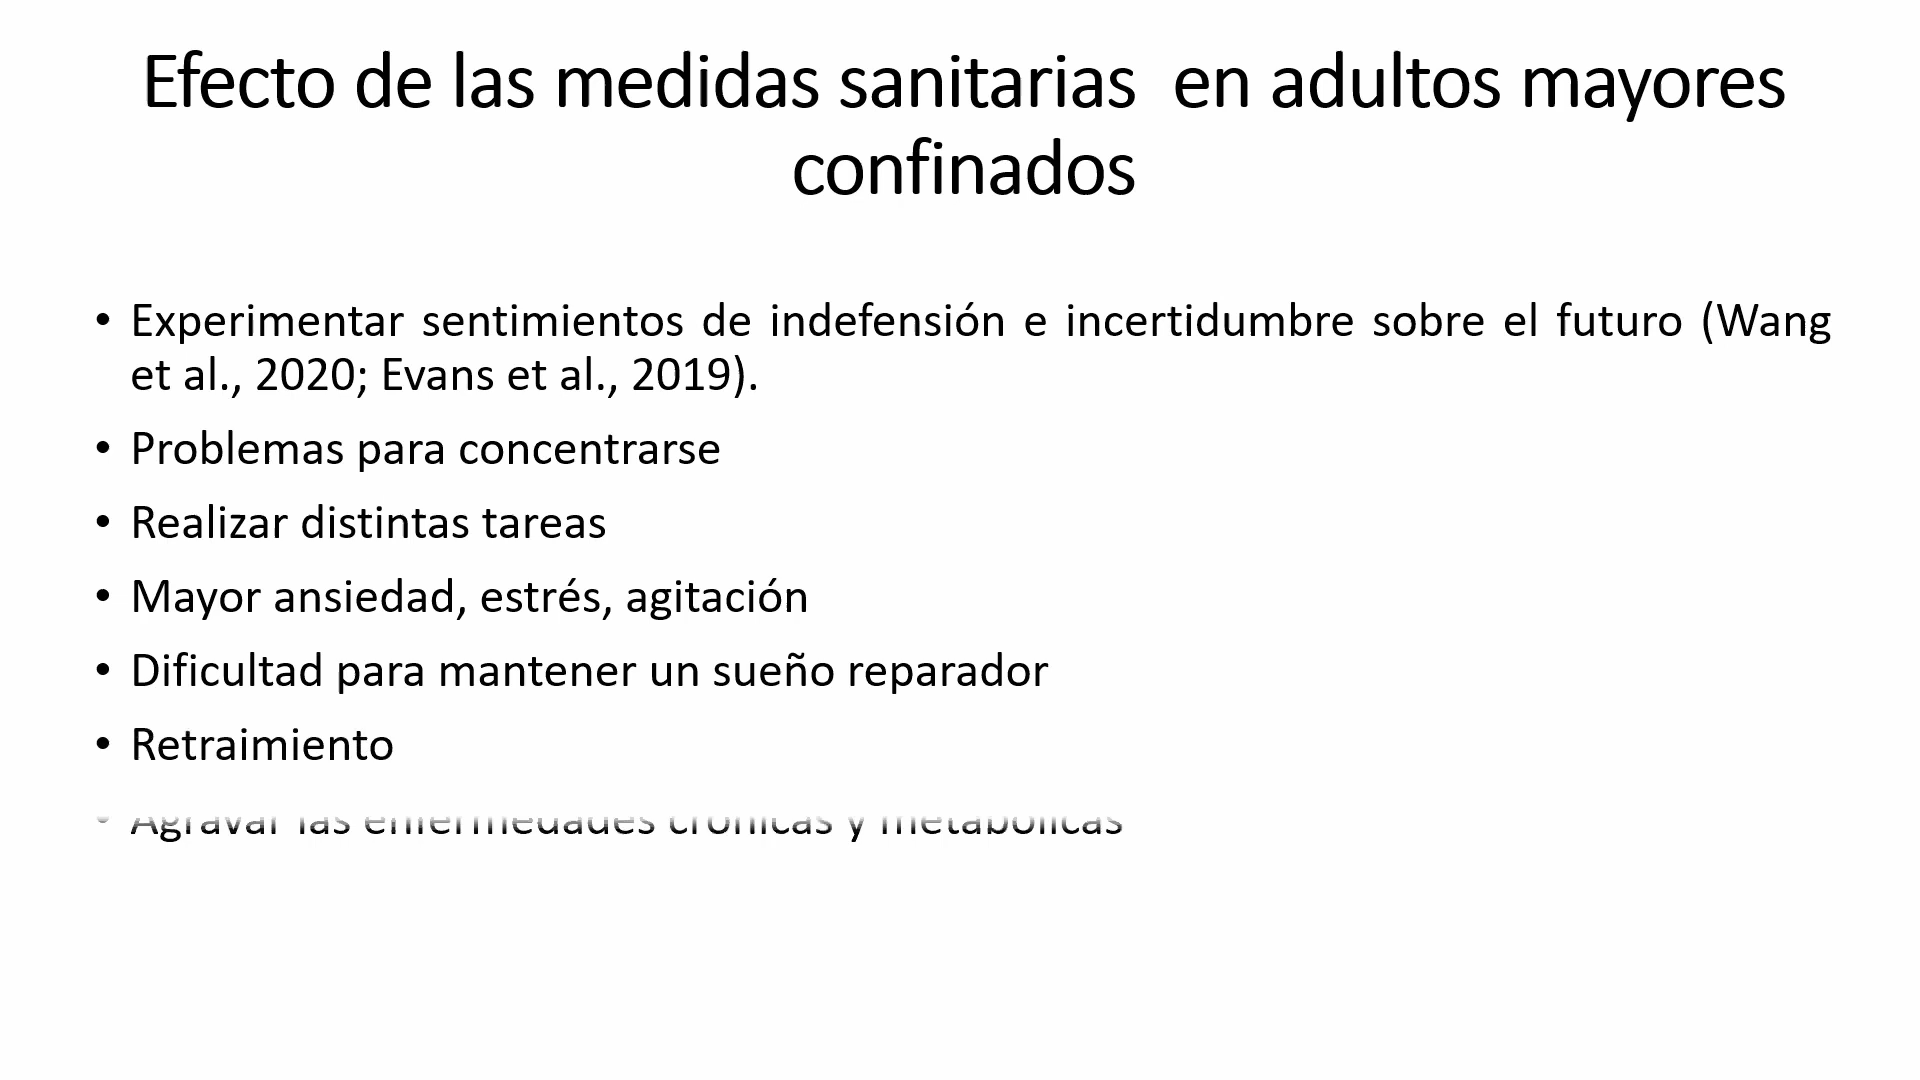 Efecto de las medidas sanitarias  en adultos mayores
confinados
• Experimentar sentimientos de indefensión e incertidumbre sobre el futuro (Wang
et al., 2020; Evans et al., 2019).
• Problemas para concentrarse
• Realizar distintas tareas
• Mayor ansiedad, estrés, agitación
• Dificultad para mantener un sueño reparador
• Retraimiento
• Agravar las enfermedades crónicas y metabólicas